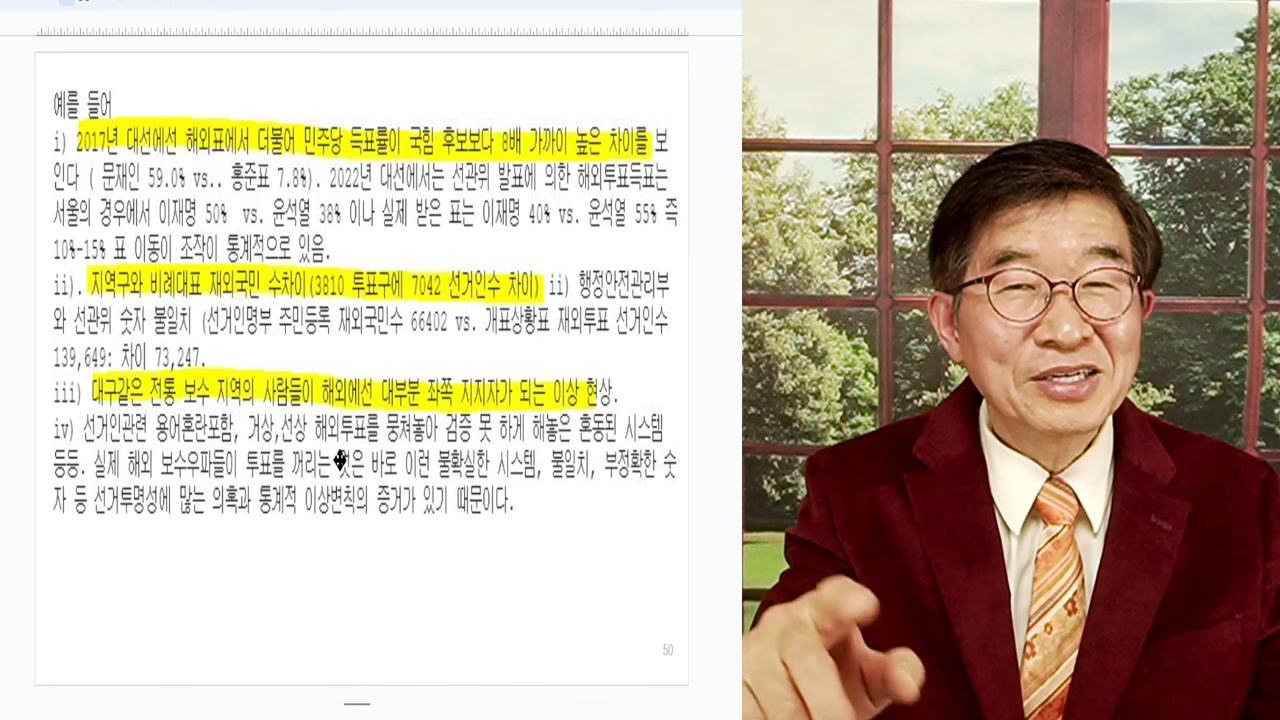 예를 들어
i) 2017년 대선에선 해외표에서 더불어 민주당 득표률이 국힘 후보보다 8배 가까이 높은 차이를 보
인다 ( 문재인 59.0% vs.. 홍준표 7.8%). 2022년 대선에서는 선관위 발표에 의한 해외투표득표는
서울의 경우에서 이재명 50% vs. 윤석열 38% 이나 실제 받은 표는 이재명 40% vs. 윤석열 55% 즉
10%-15% 표 이동이 조작이 통계적으로 있음.
ii). 지역구와 비례대표 재외국민 수차이(3810 투표구에 7042 선거인수 차이) ii) 행정안전관리부
와 선관위 숫자 불일치 (선거인명부 주민등록 재외국민수 66402 vs. 개표상황표 재외투표 선거인수
139,649: 차이 73,247.
iii) 대구같은 전통 보수 지역의 사람들이 해외에선 대부분 좌쪽 지지자가 되는 이상 현상.
iv) 선거인관련 용어혼란포함, 거상,선상 해외투표를 뭉쳐놓아 검증 못 하게 해놓은 혼동된 시스템
등등. 실제 해외 보수우파들이 투표를 꺼리는 것은 바로 이런 불확실한 시스템, 불일치, 부정확한 숫
자 등 선거투명성에 많는 의혹과 통계적 이상변칙의 증거가 있기 때문이다.
50